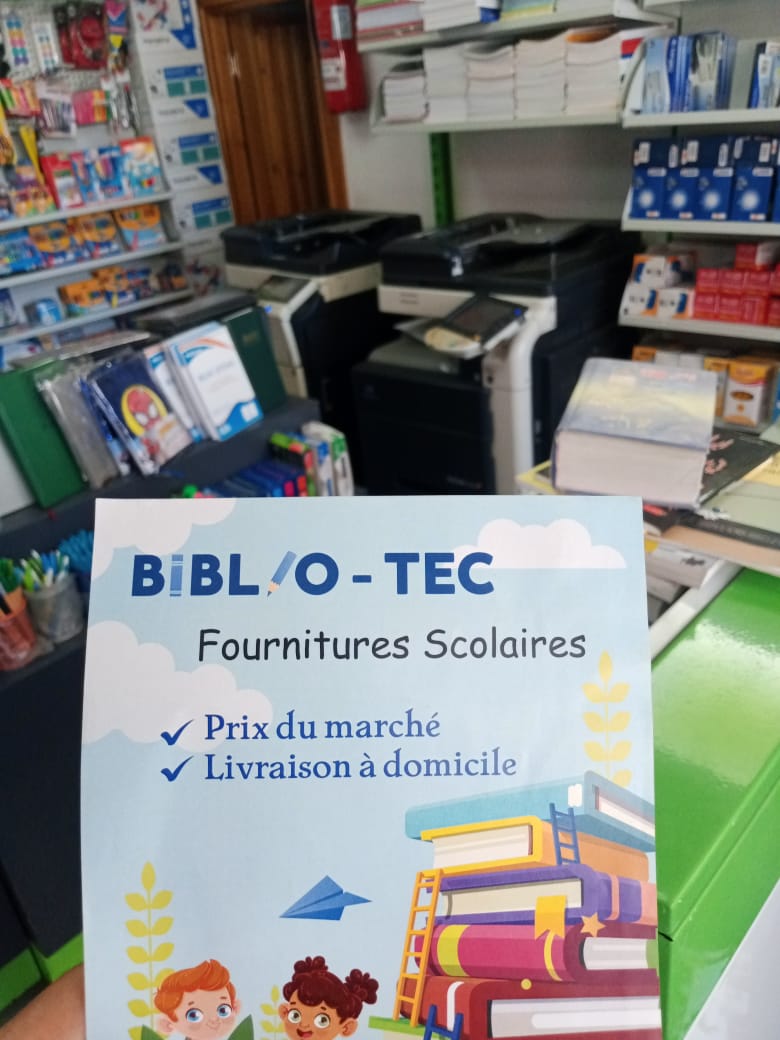 BIBLIO - TEC
Fournitures Scolaires
Prix du marché
Livraison à domicile